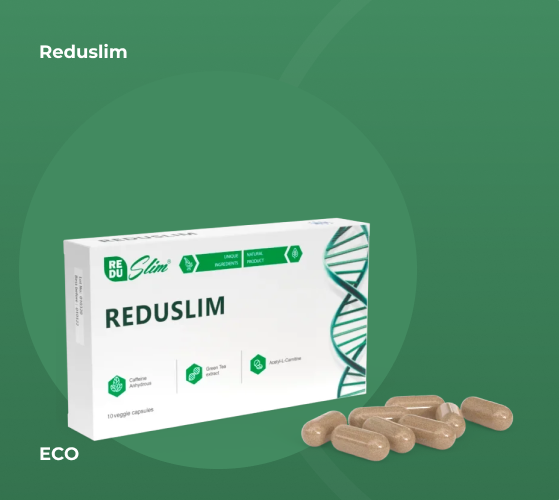 Reduslim
REDUSLIM
RE
DU
Slim®
UNIQUE
INGREDIENTS
NATURAL
PRODUCT
REDUSLIM
Caffeine
Anhydrous
Green Tea
extract
Acetyl-L-Carnitine
10 veggie capsules
ECO